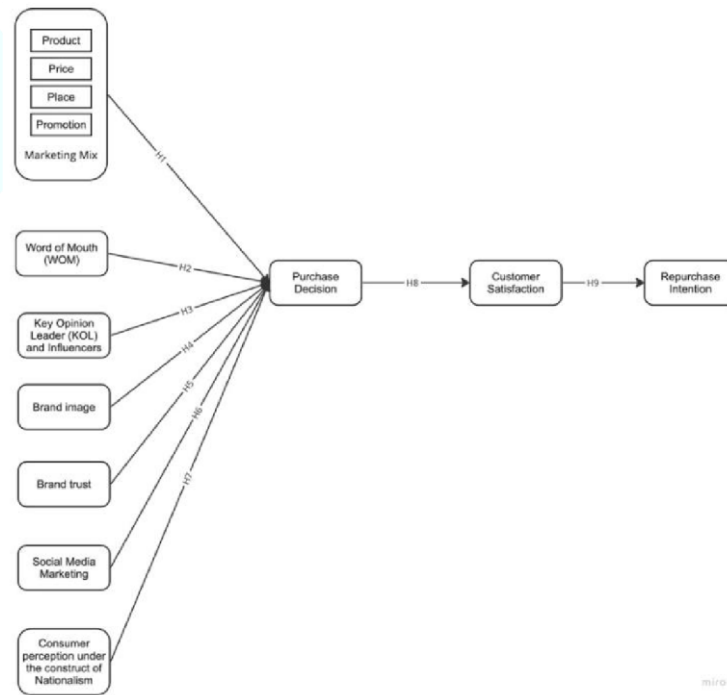 Product
Price
Place
Promotion
Marketing Mix
H1
Word of Mouth
(WOM)
H2
Key Opinion
Leader (KOL)
and Influencers
H3
Brand image
H4
Brand trust
H5
Social Media
Marketing
H6
Consumer
perception under
the construct of
Nationalism
H7
Purchase
Decision
H8
Customer
Satisfaction
H9
Repurchase
Intention
miro